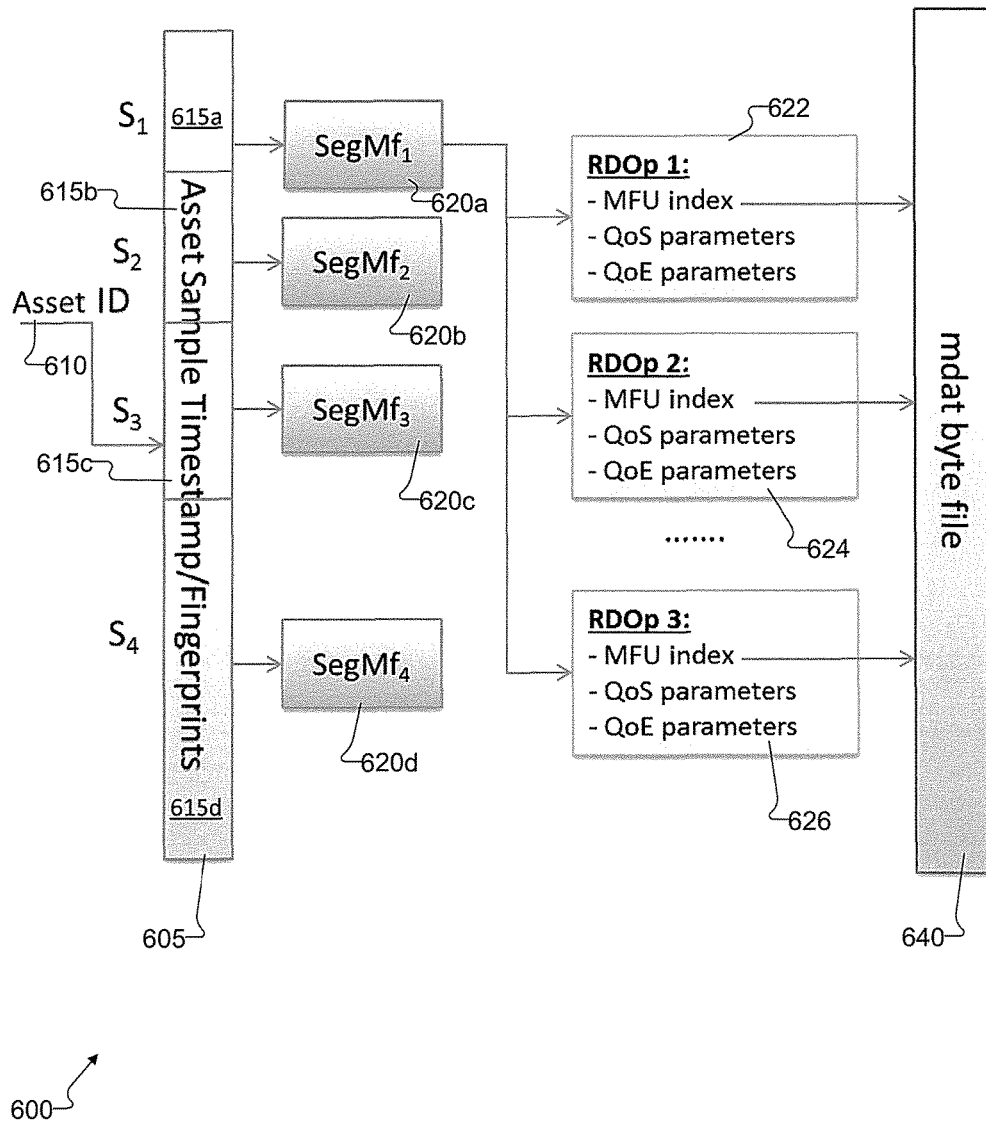 S1
615a
SegMf1
620a
622
RDOp 1:
- MFU index
- QoS parameters
- QoE parameters
615b
Asset Sample Timestamp/Fingerprints
S2
SegMf2
620b
Asset ID
610
RDOp 2:
- MFU index
- QoS parameters
- QoE parameters
624
mdat byte file
S3
615c
SegMf3
620c
.......
S4
SegMf4
620d
RDOp 3:
- MFU index
- QoS parameters
- QoE parameters
626
615d
605
640
600